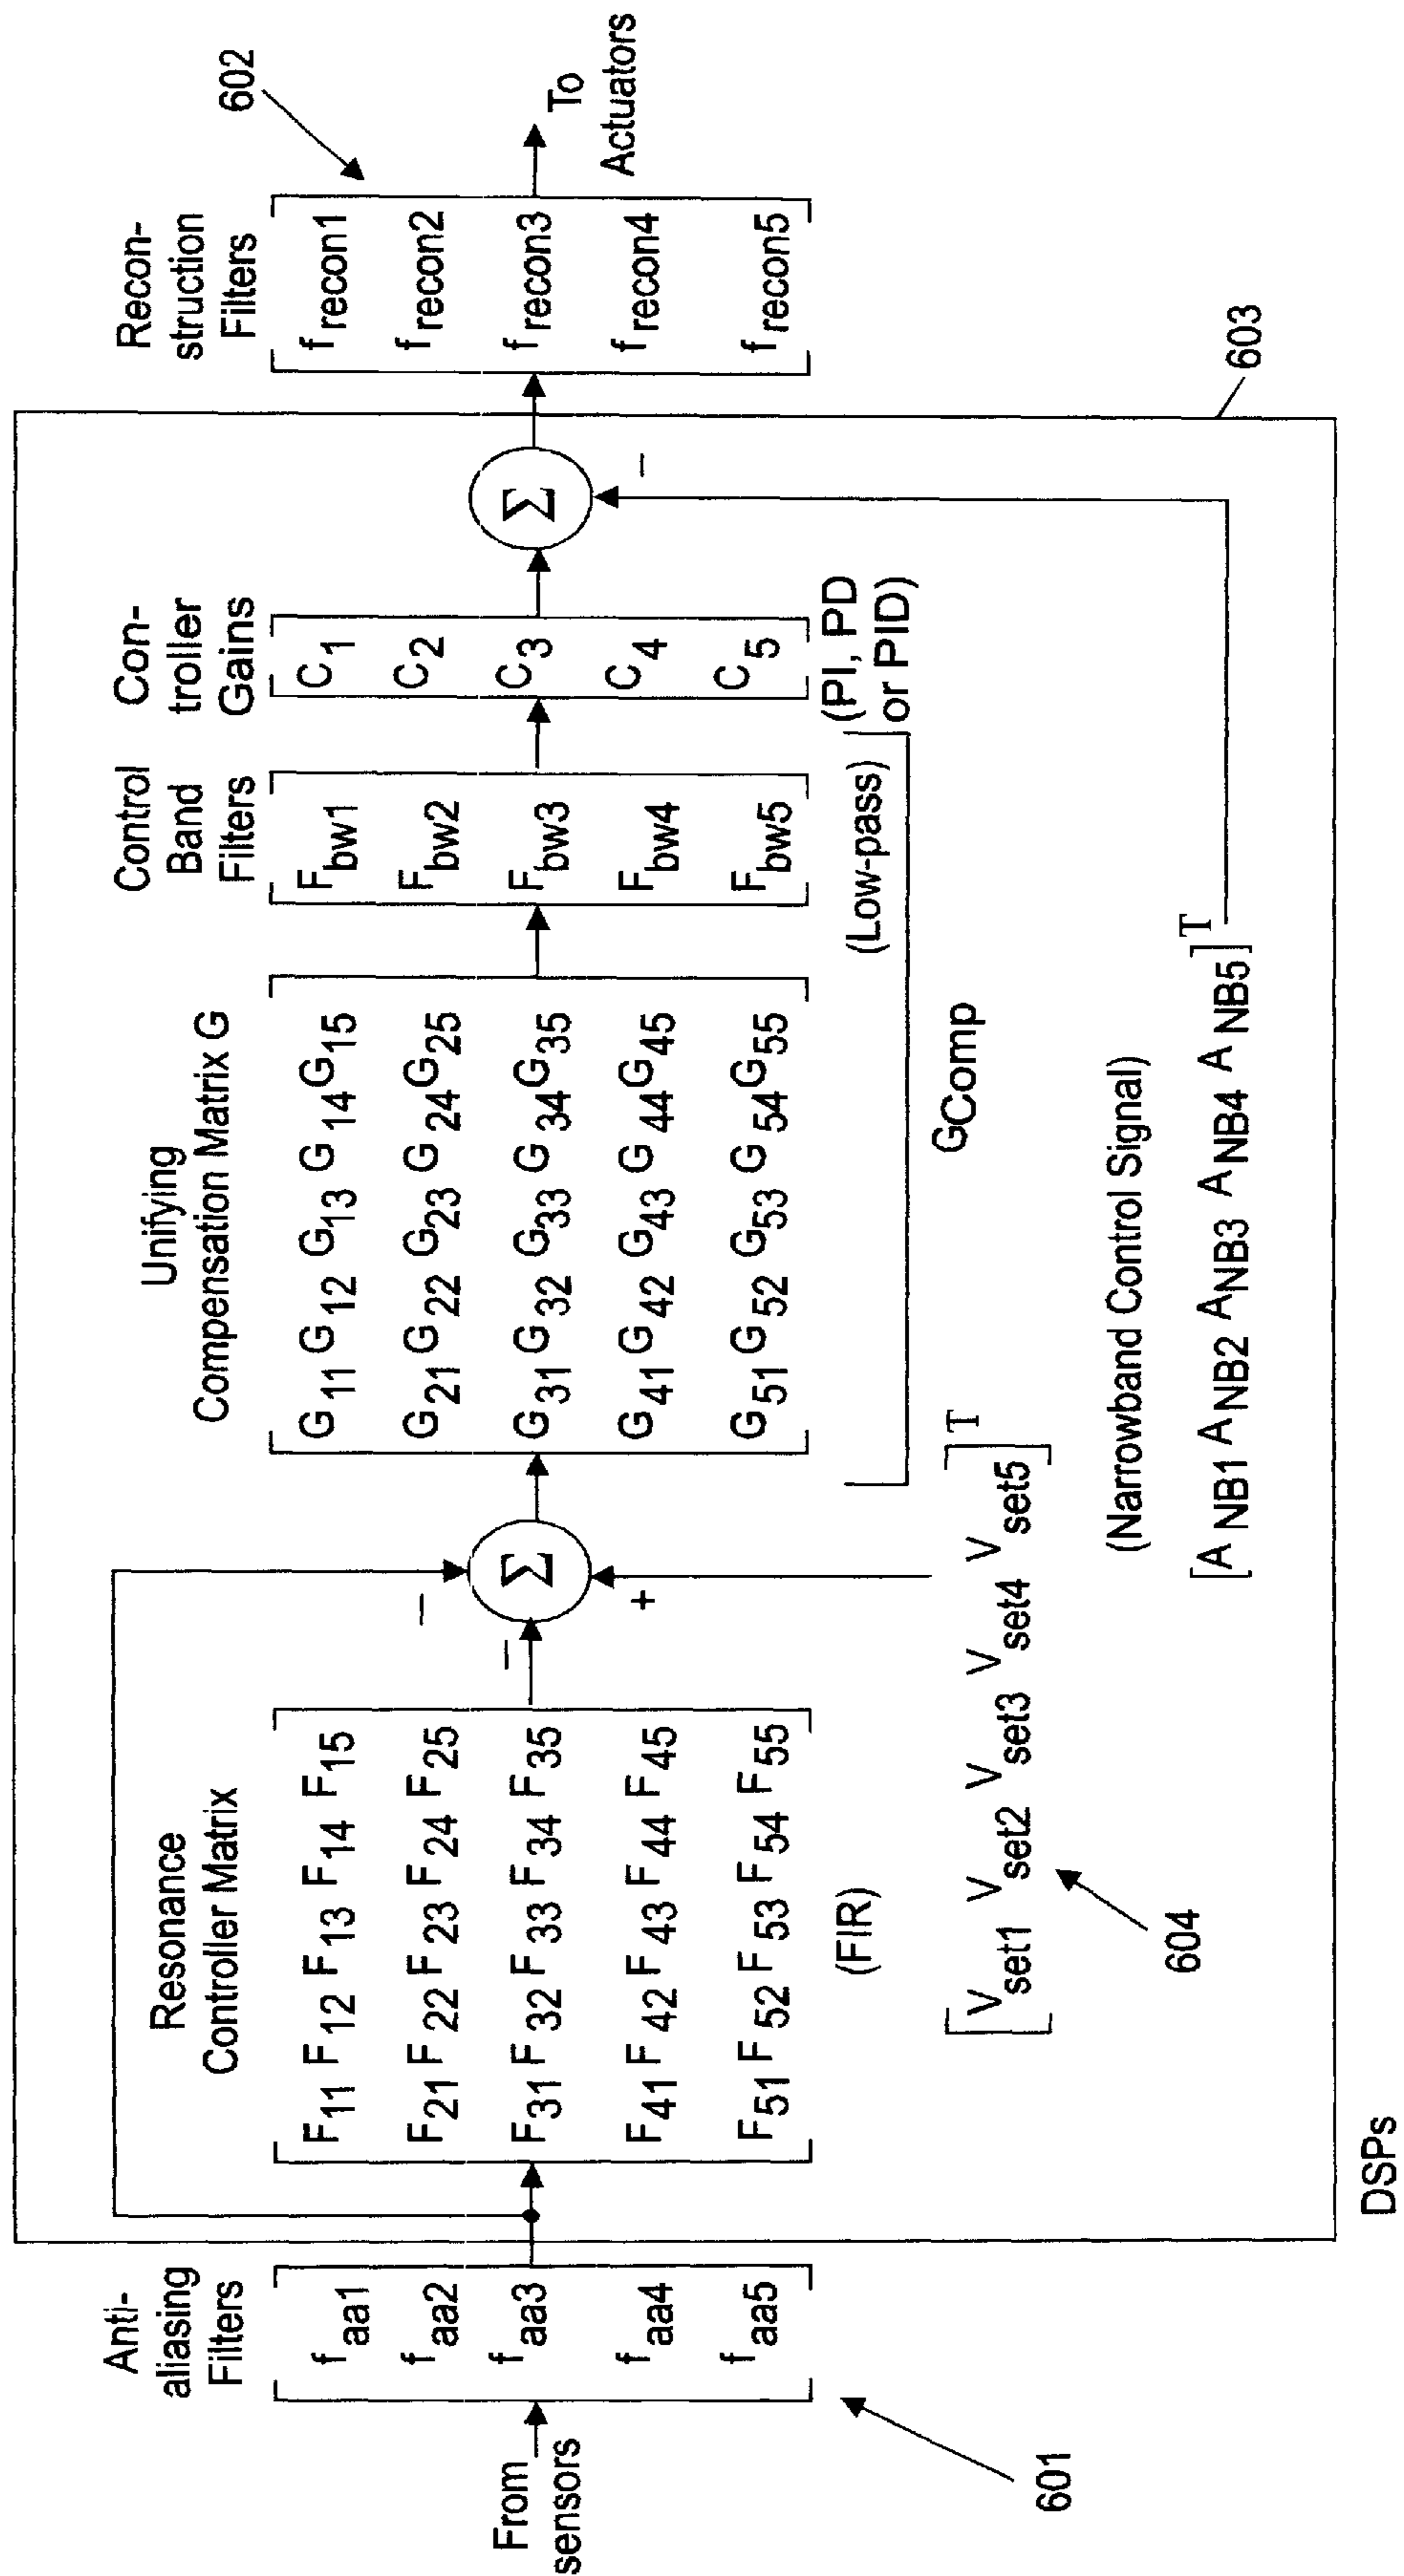 Anti-
aliasing
Filters
f aa1
f aa2
f aa3
f aa4
f aa5
From
sensors
601
Resonance
Controller Matrix
F11 F12 F13 F14 F15
F21 F22 F23 F24 F25
F31 F32 F33 F34 F35
F41 F42 F43 F44 F45
F51 F52 F53 F54 F55
(FIR)
−
−
Σ
+
[Vset1 Vset2 Vset3 Vset4 Vset5]T
604
Unifying
Compensation Matrix G
G11 G12 G13 G14 G15
G21 G22 G23 G24 G25
G31 G32 G33 G34 G35
G41 G42 G43 G44 G45
G51 G52 G53 G54 G55
GComp
Control
Band
Filters
Fbw1
Fbw2
Fbw3
Fbw4
Fbw5
(Low-pass)
Con-
troller
Gains
C1
C2
C3
C4
C5
(PI, PD
or PID)
Σ
−
(Narrowband Control Signal)
[ANB1 ANB2 ANB3 ANB4 ANB5]T
603
Recon-
struction
Filters
f recon1
f recon2
f recon3
f recon4
f recon5
602
To
Actuators
DSPs